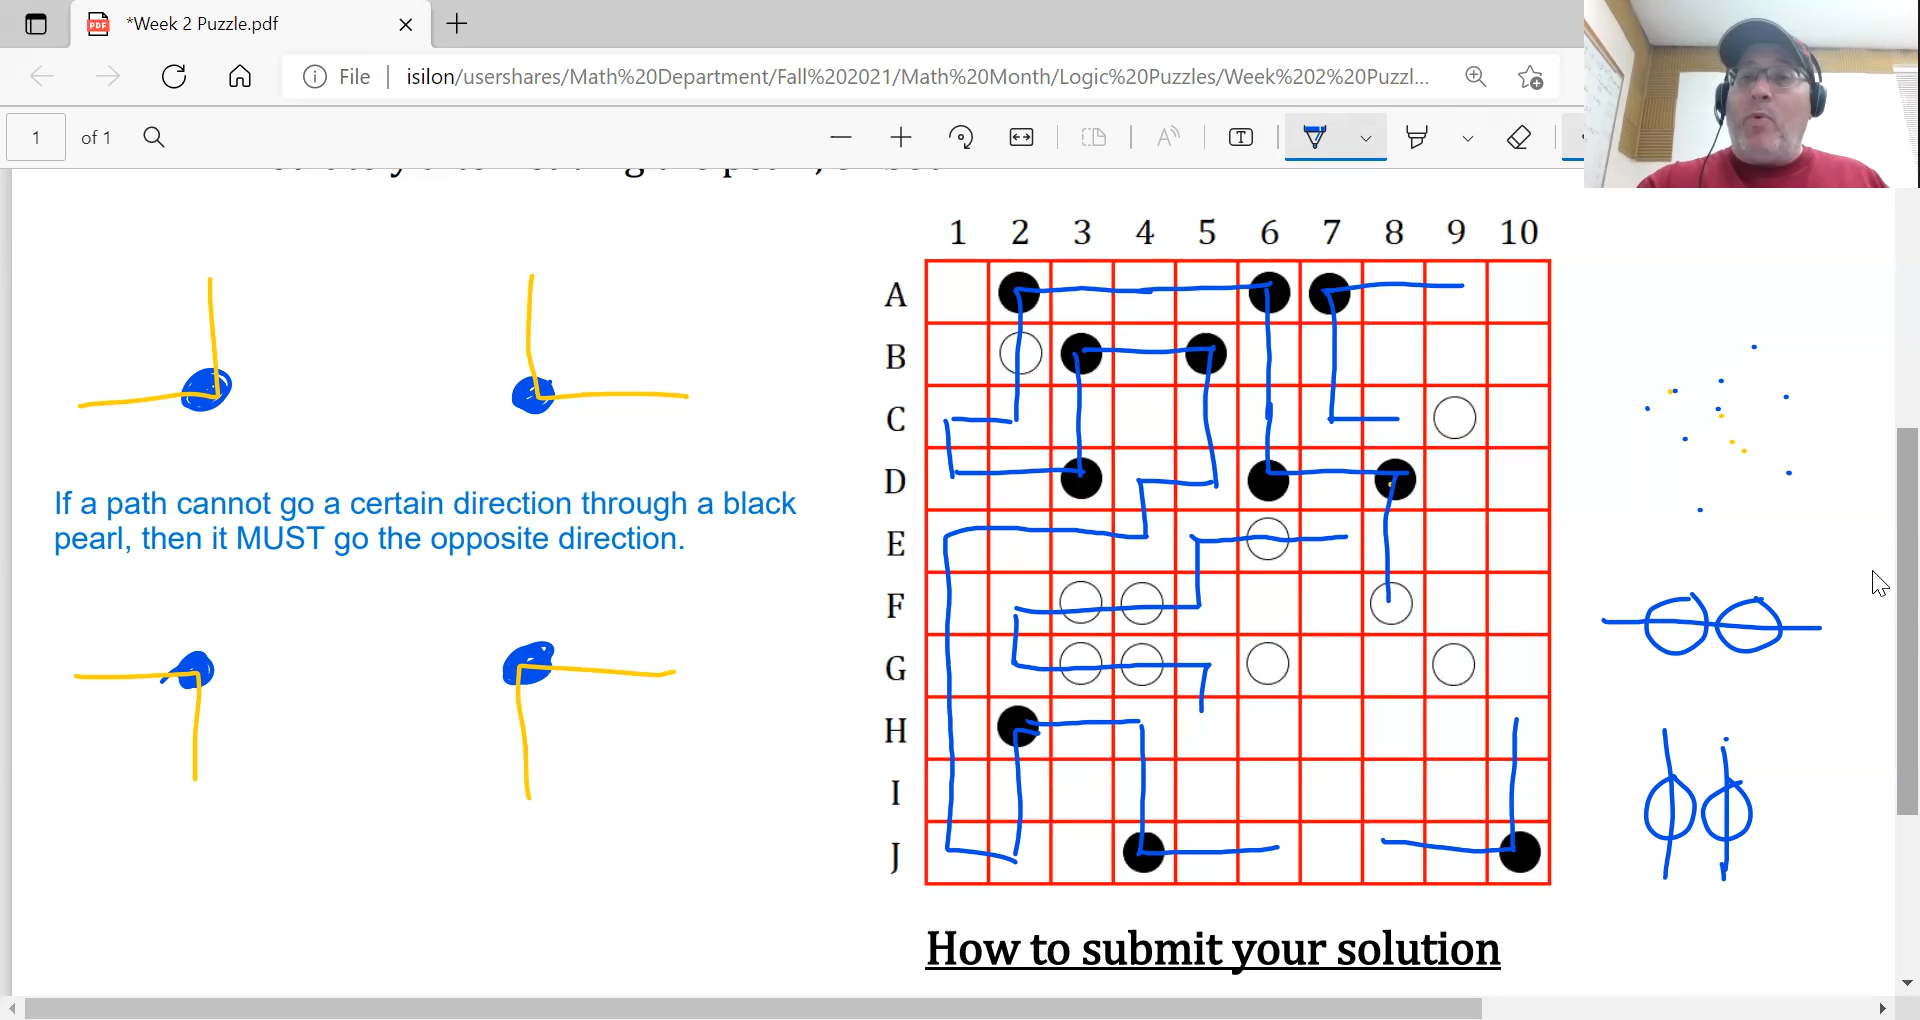 *Week 2 Puzzle.pdf
File
isilon/usershares/Math%20Department/Fall%202021/Math%20Month/Logic%20Puzzles/Week%202%20Puzzl...
1 of 1
1 2 3 4 5 6 7 8 9 10
A
B
C
D
E
F
G
H
I
J
If a path cannot go a certain direction through a black
pearl, then it MUST go the opposite direction.
How to submit your solution